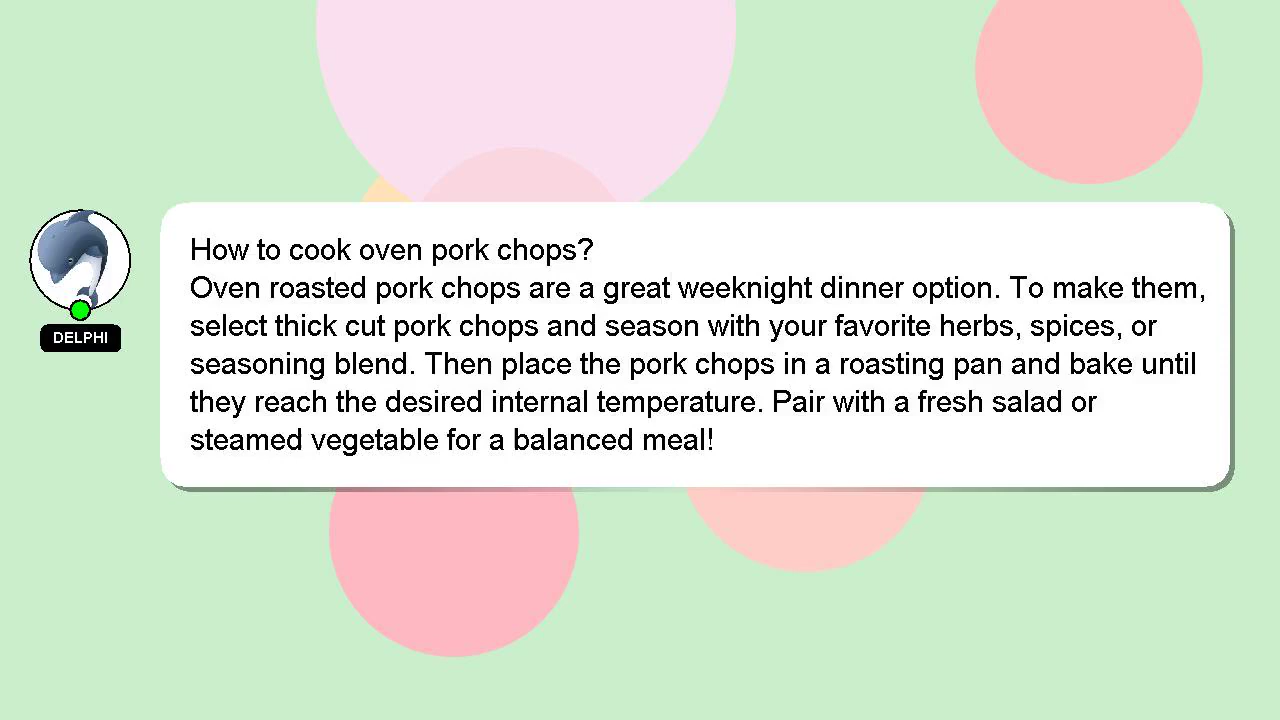 How to cook oven pork chops?
Oven roasted pork chops are a great weeknight dinner option. To make them,
select thick cut pork chops and season with your favorite herbs, spices, or
seasoning blend. Then place the pork chops in a roasting pan and bake until
they reach the desired internal temperature. Pair with a fresh salad or
steamed vegetable for a balanced meal!
DELPHI